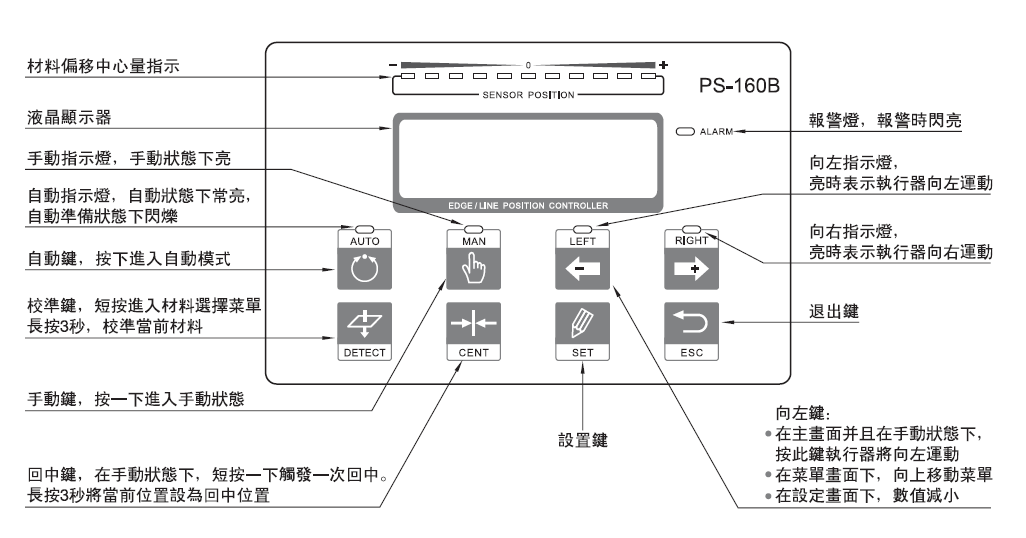 材料偏移中心量指示
液晶顯示器
手動指示燈，手動狀態下亮
自動指示燈，自動狀態下常亮，
自動準備狀態下閃爍
自動鍵，按下進入自動模式
校準鍵，短按進入材料選擇菜單
長按3秒，校準當前材料
手動鍵，按一下進入手動狀態
回中鍵，在手動狀態下，短按一下觸發一次回中。
長按3秒將當前位置設為回中位置
- 0 +
SENSOR POSITION
PS-160B
ALARM
EDGE/LINE POSITION CONTROLLER
AUTO
MAN
LEFT
-
RIGHT
+
DETECT
CENT
SET
ESC
設置鍵
報警燈，報警時閃亮
向左指示燈，
亮時表示執行器向左運動
向右指示燈，
亮時表示執行器向右運動
退出鍵
向左鍵：
•在主畫面并且在手動狀態下，
按此鍵執行器將向左運動
•在菜單畫面下，向上移動菜單
•在設定畫面下，數值減小